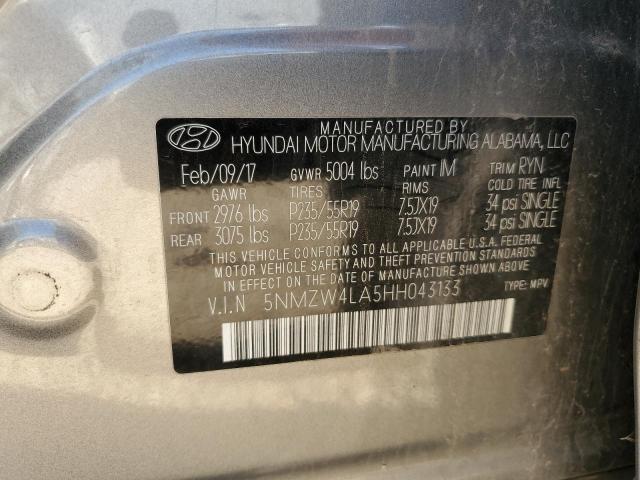 MANUFACTURED BY
HYUNDAI MOTOR MANUFACTURING ALABAMA, LLC
Feb/09/17 GVWR 5004 lbs PAINT IM TRIM RYN
GAWR TIRES RIMS COLD TIRE INFL
FRONT 2976 lbs P235/55R19 7.5JX19 34 psi SINGLE
REAR 3075 lbs P235/55R19 7.5JX19 34 psi SINGLE
THIS VEHICLE CONFORMS TO ALL APPLICABLE U.S.A. FEDERAL
MOTOR VEHICLE SAFETY AND THEFT PREVENTION STANDARDS
IN EFFECT ON THE DATE OF MANUFACTURE SHOWN ABOVE.
V.I.N 5NMZW4LA5HH043133 TYPE: MPV